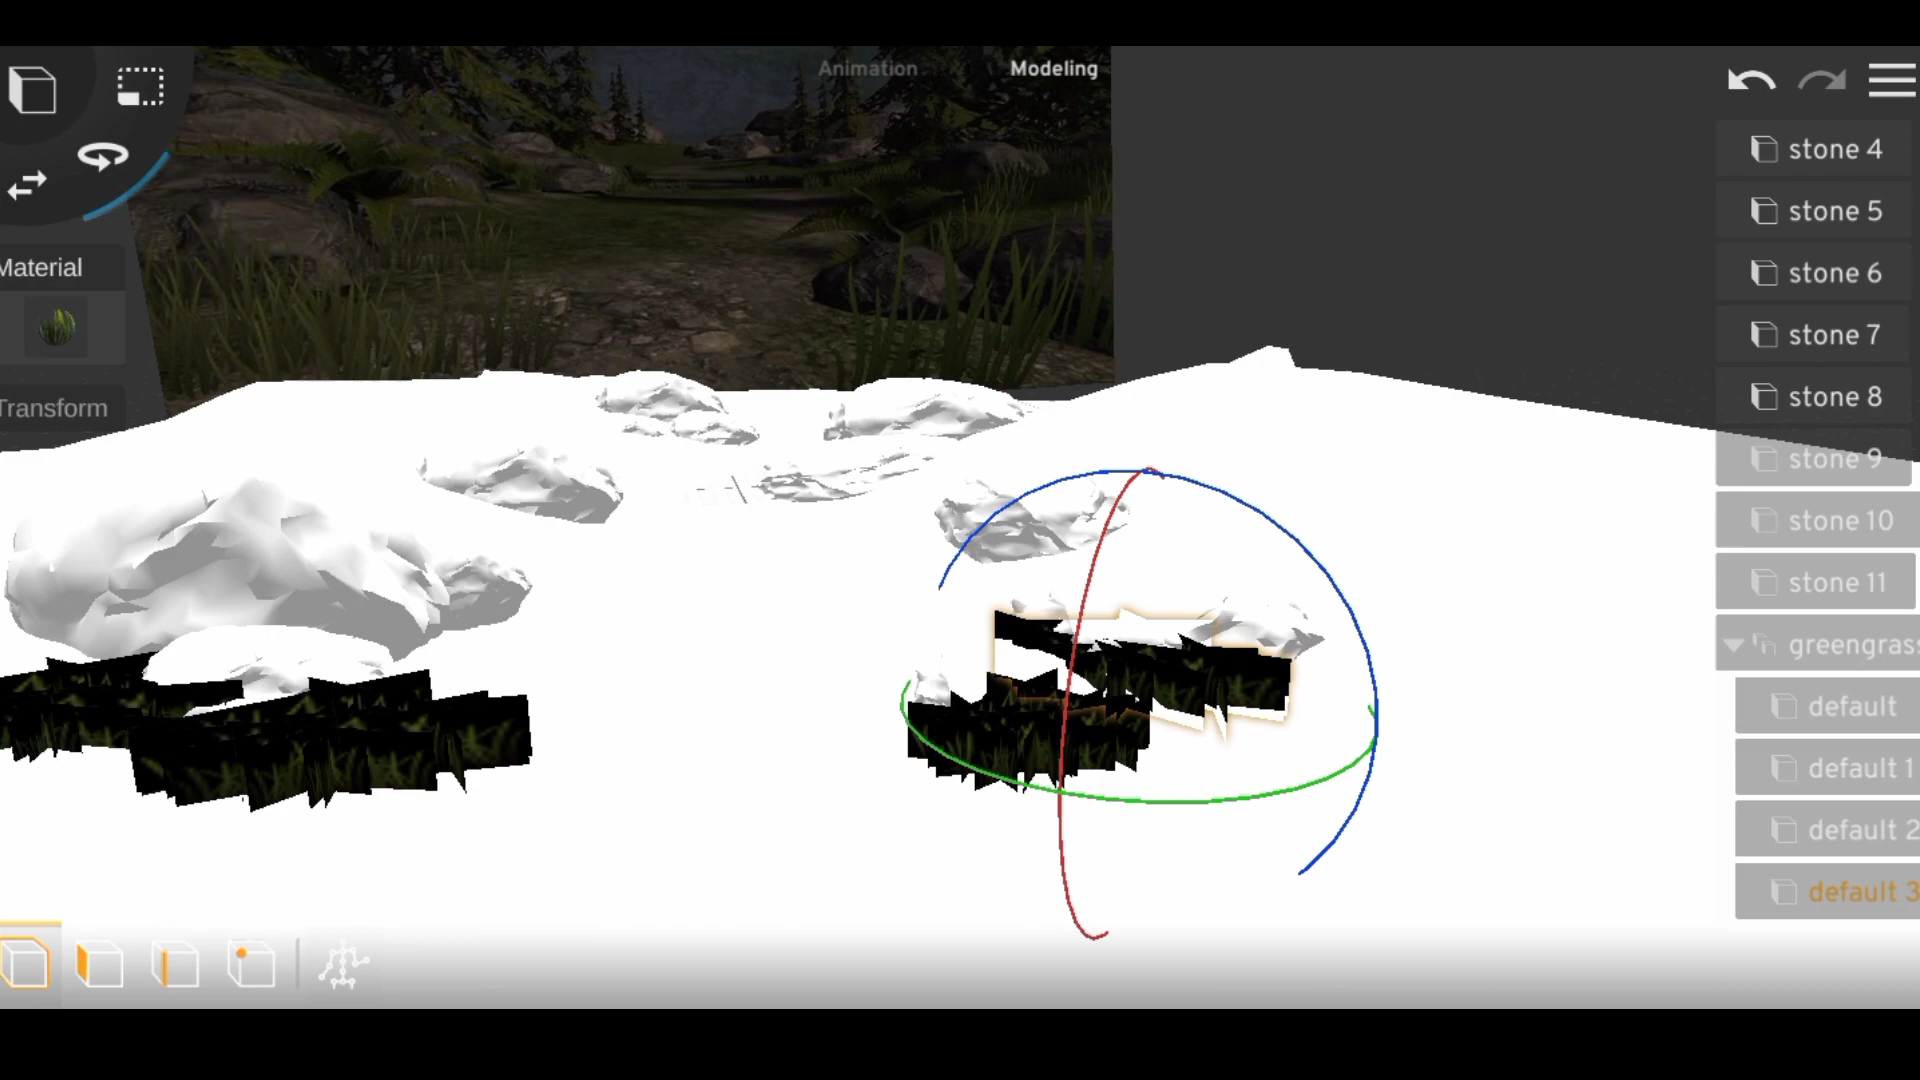 Animation
Modeling
Material
Transform
stone 4
stone 5
stone 6
stone 7
stone 8
stone 9
stone 10
stone 11
greengrass
default
default 1
default 2
default 3